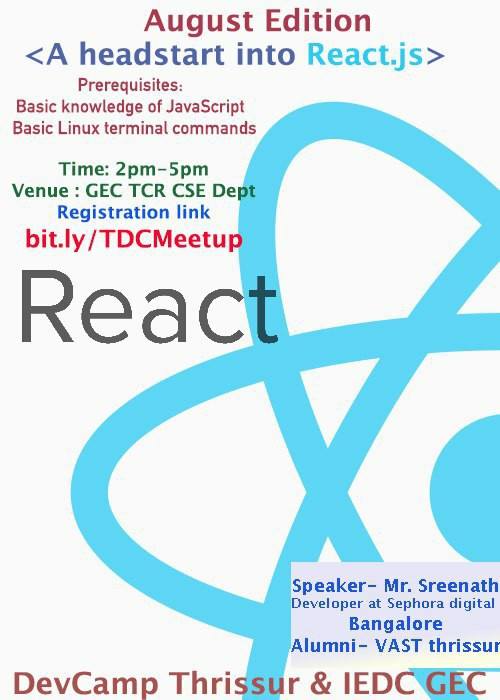 August Edition
<A headstart into React.js>
Prerequisites:
Basic knowledge of JavaScript
Basic Linux terminal commands
Time: 2pm-5pm
Venue : GEC TCR CSE Dept
Registration link
bit.ly/TDCMeetup
React
Speaker- Mr. Sreenath
Developer at Sephora digital
Bangalore
Alumni- VAST thrissur
DevCamp Thrissur & IEDC GEC